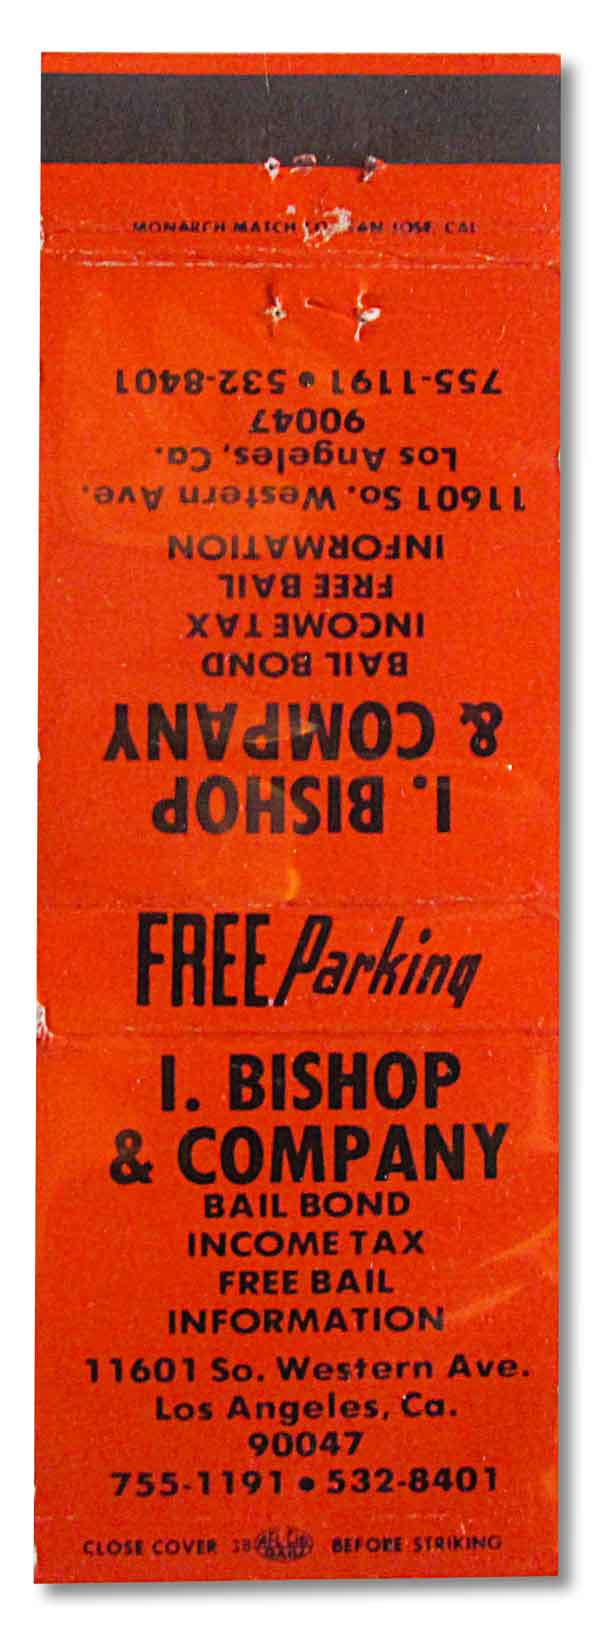 MONARCH MATCH CO. SAN JOSE, CAL
I. BISHOP
& COMPANY
BAIL BOND
INCOME TAX
FREE BAIL
INFORMATION
11601 So. Western Ave.
Los Angeles, Ca.
90047
755-1191 • 532-8401
FREE Parking
I. BISHOP
& COMPANY
BAIL BOND
INCOME TAX
FREE BAIL
INFORMATION
11601 So. Western Ave.
Los Angeles, Ca.
90047
755-1191 • 532-8401
CLOSE COVER 38 BEFORE STRIKING